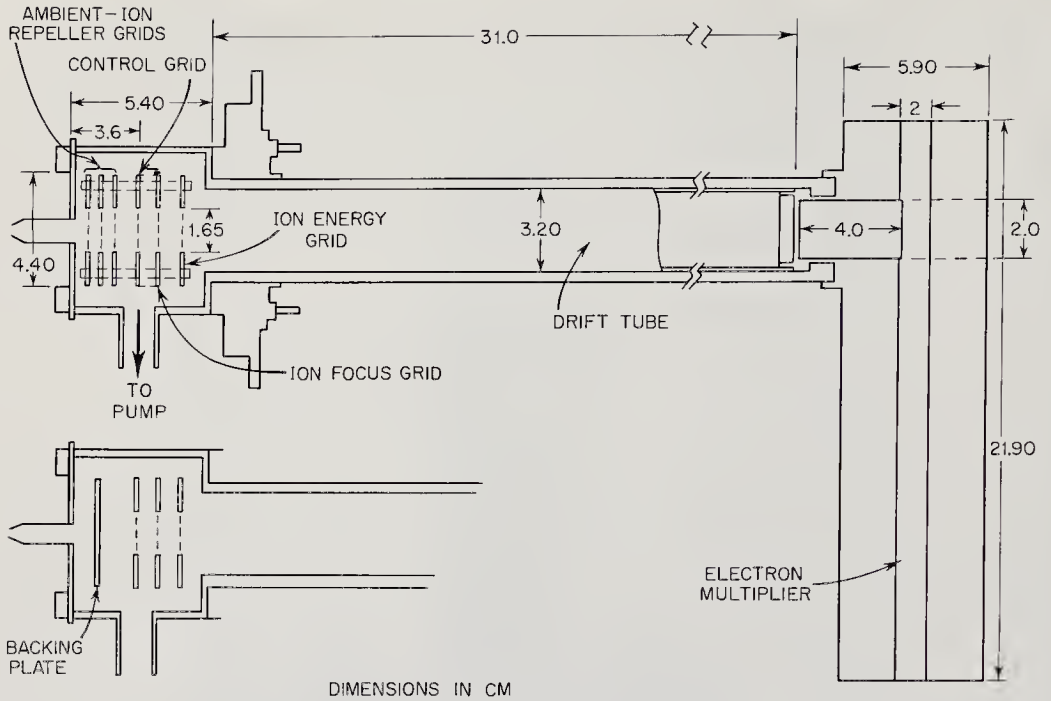 AMBIENT-ION
REPELLER GRIDS
CONTROL GRID
31.0
5.40
3.6
5.90
2
ION ENERGY
GRID
1.65
4.40
3.20
4.0
2.0
DRIFT TUBE
ION FOCUS GRID
TO
PUMP
21.90
ELECTRON
MULTIPLIER
BACKING
PLATE
DIMENSIONS IN CM